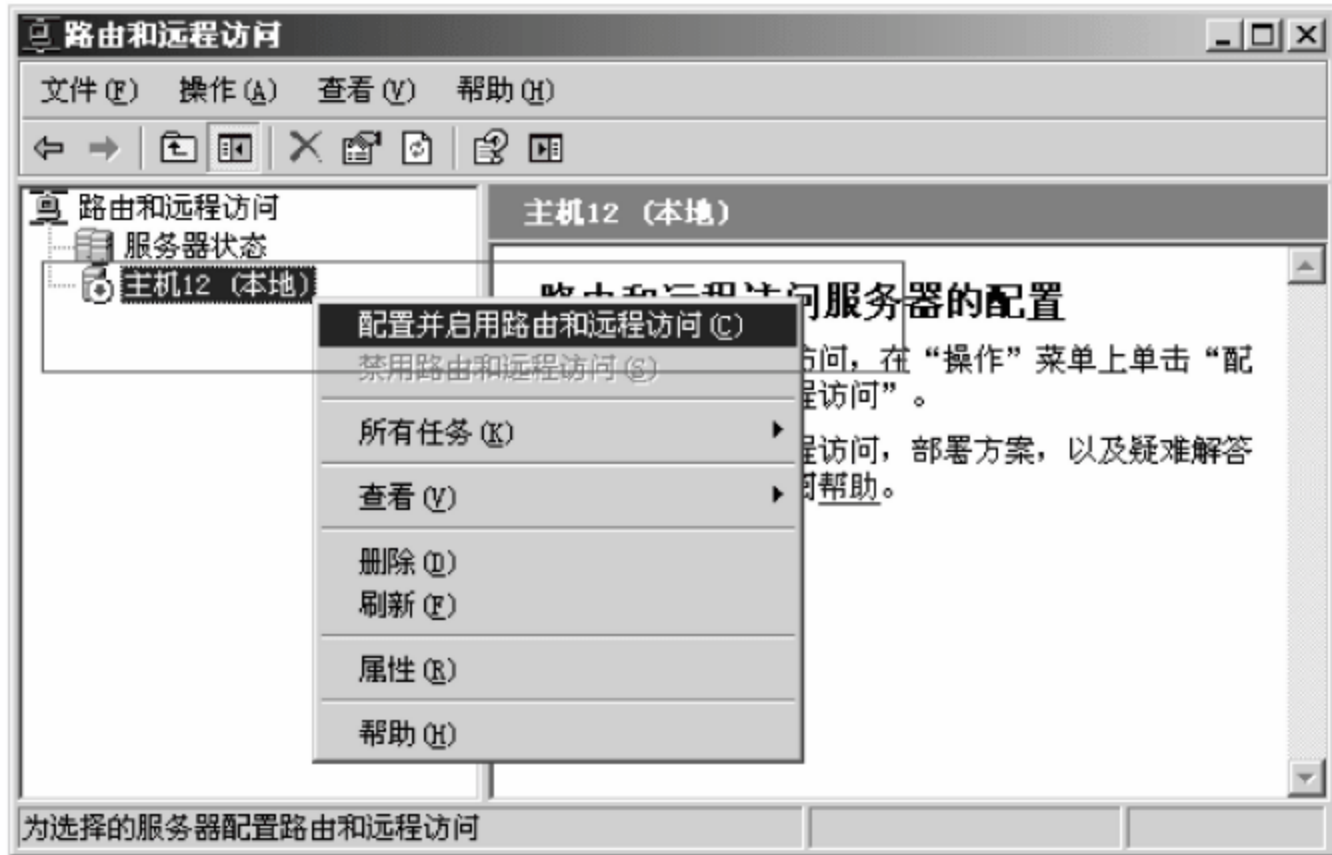 路由和远程访问
文件(F) 操作(A) 查看(V) 帮助(H)
路由和远程访问
服务器状态
主机12 (本地)
主机12 (本地)
问服务器的配置
配置并启用路由和远程访问(C)
禁用路由和远程访问(S)
所有任务(K)
查看(V)
删除(D)
刷新(F)
属性(R)
帮助(H)
访问，在“操作”菜单上单击“配
程访问”。
程访问，部署方案，以及疑难解答
帮助。
为选择的服务器配置路由和远程访问